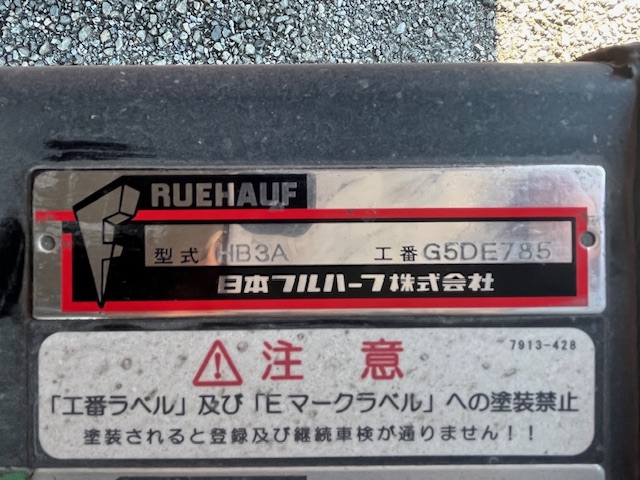 FRUEHAUF
型式 HB3A 工番 G5DE785
日本フルハーフ株式会社
7913-428
⚠注意
「工番ラベル」及び「Eマークラベル」への塗装禁止
塗装されると登録及び継続車検が通りません!!